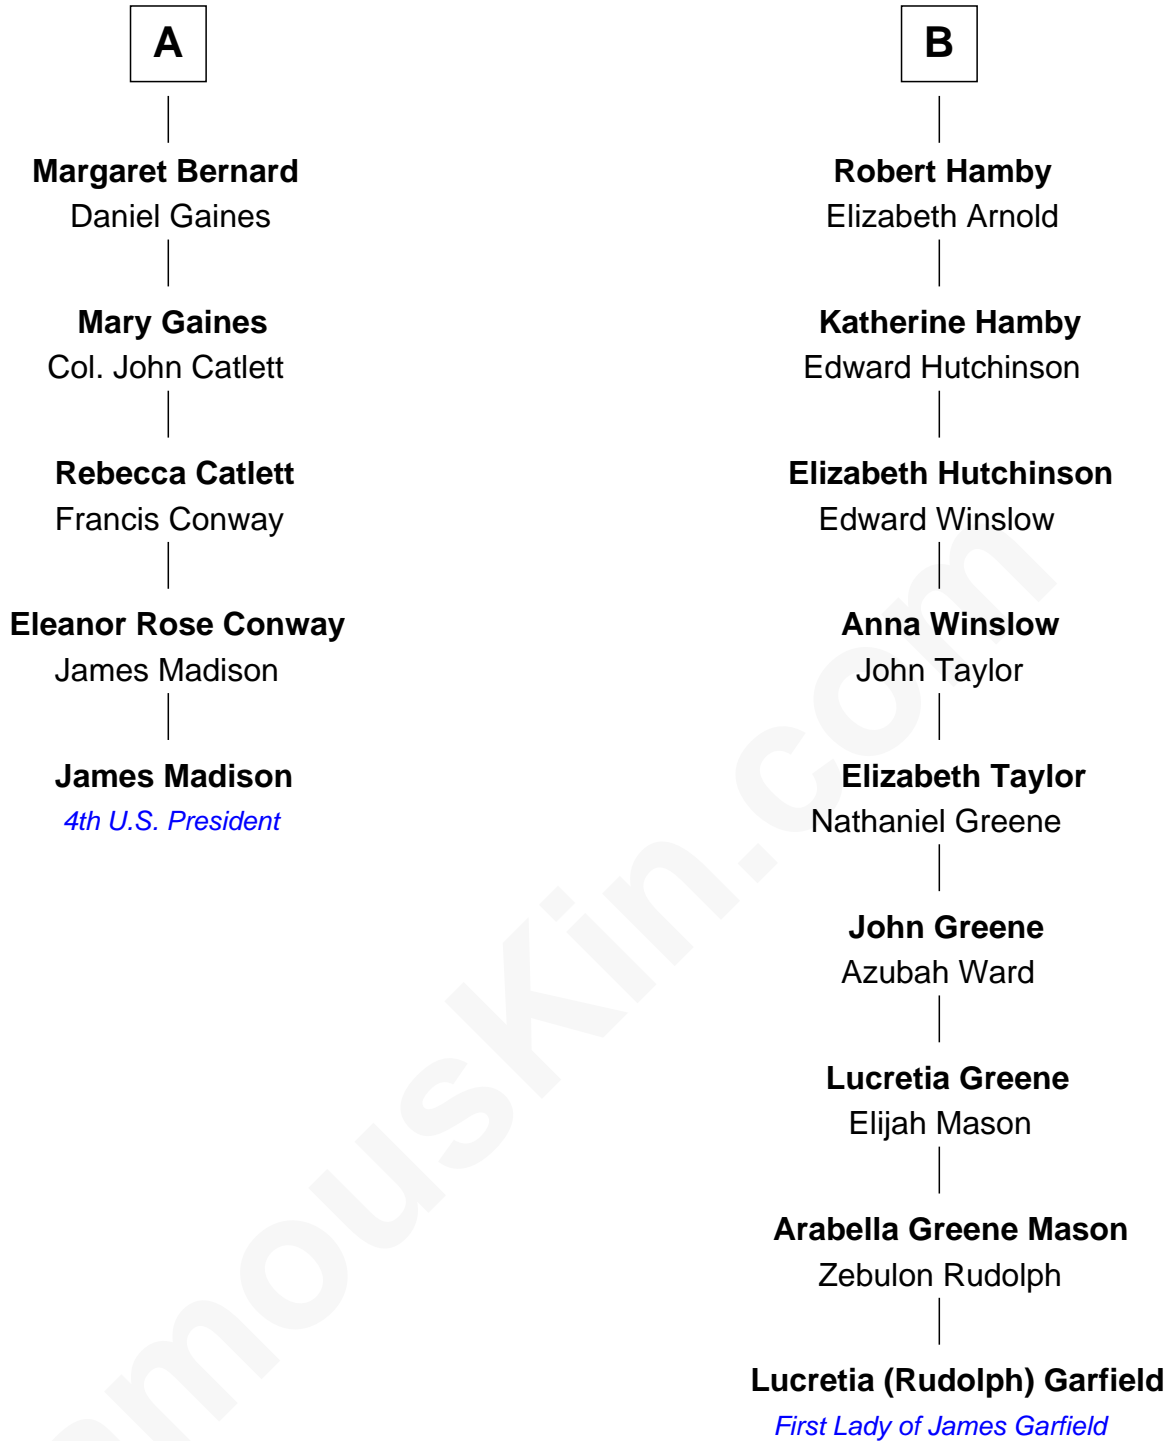 A
Margaret Bernard
Daniel Gaines
Mary Gaines
Col. John Catlett
Rebecca Catlett
Francis Conway
Eleanor Rose Conway
James Madison
James Madison
4th U.S. President
B
Robert Hamby
Elizabeth Arnold
Katherine Hamby
Edward Hutchinson
Elizabeth Hutchinson
Edward Winslow
Anna Winslow
John Taylor
Elizabeth Taylor
Nathaniel Greene
John Greene
Azubah Ward
Lucretia Greene
Elijah Mason
Arabella Greene Mason
Zebulon Rudolph
Lucretia (Rudolph) Garfield
First Lady of James Garfield
amousKin.com